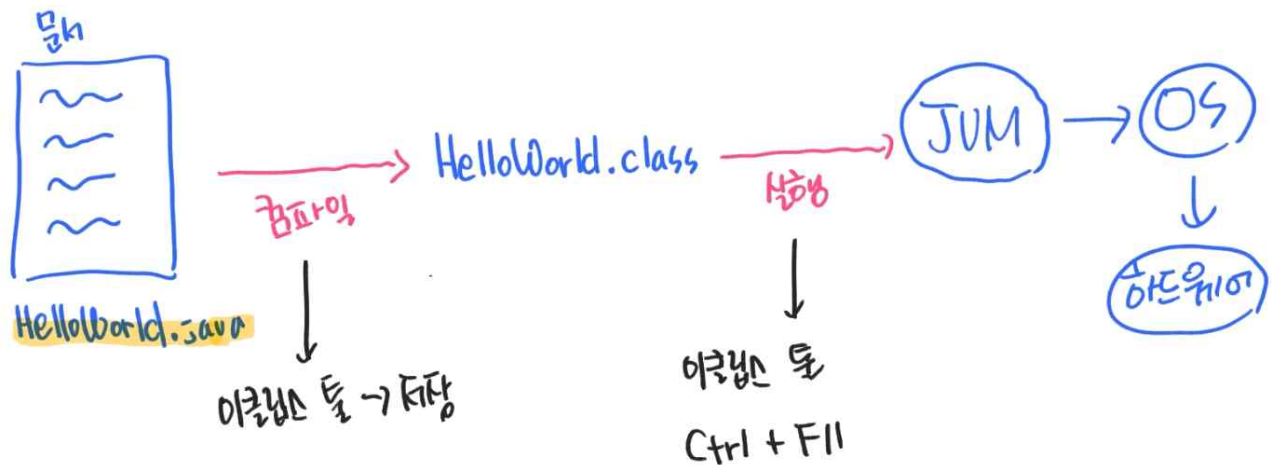 문서
HelloWorld.java
컴파일
이클립스 툴 → 저장
HelloWorld.class
실행
이클립스 툴
Ctrl + F11
JVM
OS
하드웨어